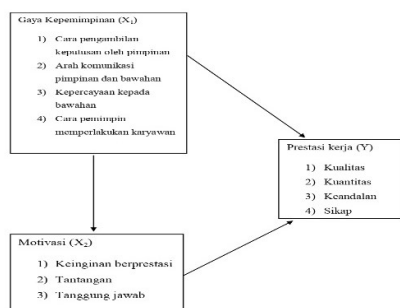 Gaya Kepemimpinan (X₁)
1) Cara pengambilan
keputusan oleh pimpinan
2) Arah komunikasi
pimpinan dan bawahan
3) Kepercayaan kepada
bawahan
4) Cara pemimpin
memperlakukan karyawan
Prestasi kerja (Y)
1) Kualitas
2) Kuantitas
3) Keandalan
4) Sikap
Motivasi (X₂)
1) Keinginan berprestasi
2) Tantangan
3) Tanggung jawab